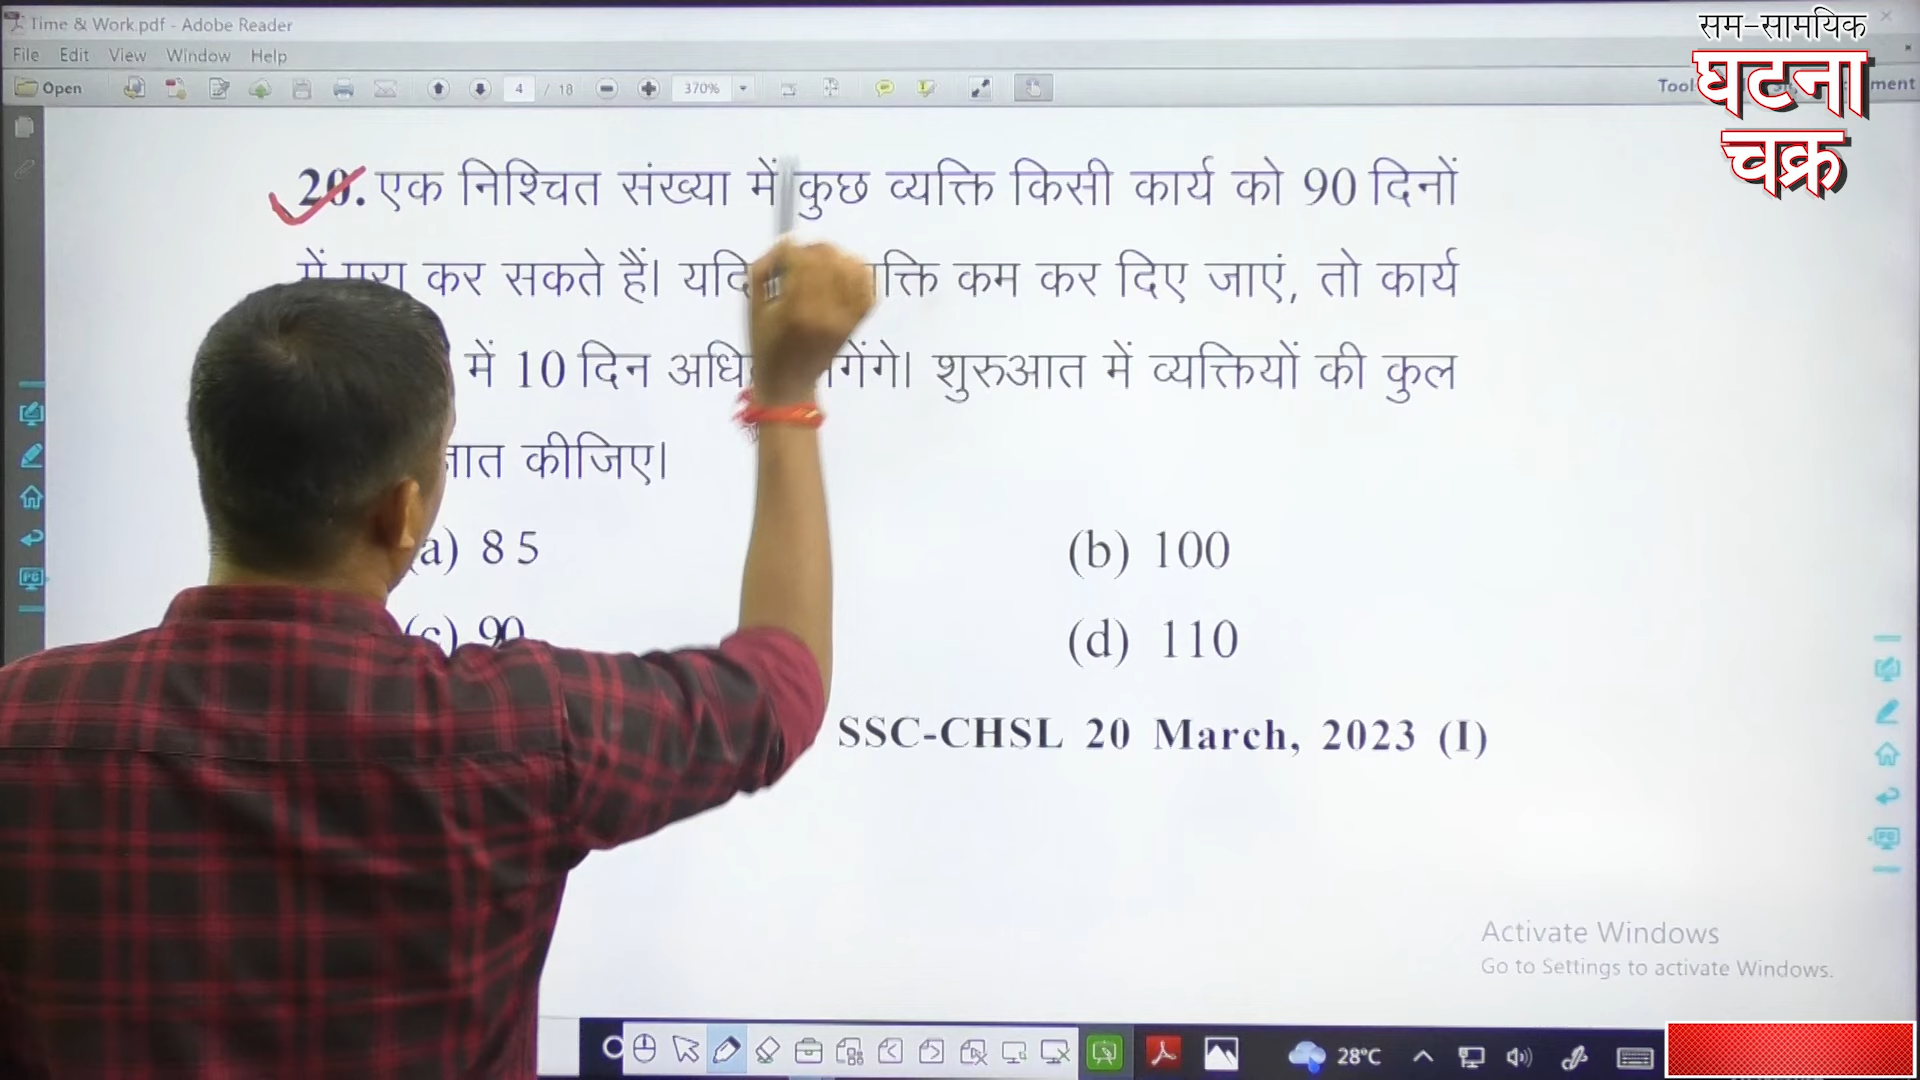 Time & Work.pdf - Adobe Reader
File Edit View Window Help
Open 4 / 18 370% Tool ment
सम-सामयिक
घटना
चक्र
20. एक निश्चित संख्या में कुछ व्यक्ति किसी कार्य को 90 दिनों
कर सकते हैं। यदि कम कर दिए जाएं, तो कार्य
में 10 दिन शुरुआत में व्यक्तियों की कुल
कीजिए।
(a) 85
(b) 100
(c) 90
(d) 110
SSC-CHSL 20 March, 2023 (I)
Activate Windows
Go to Settings to activate Windows.
28°C